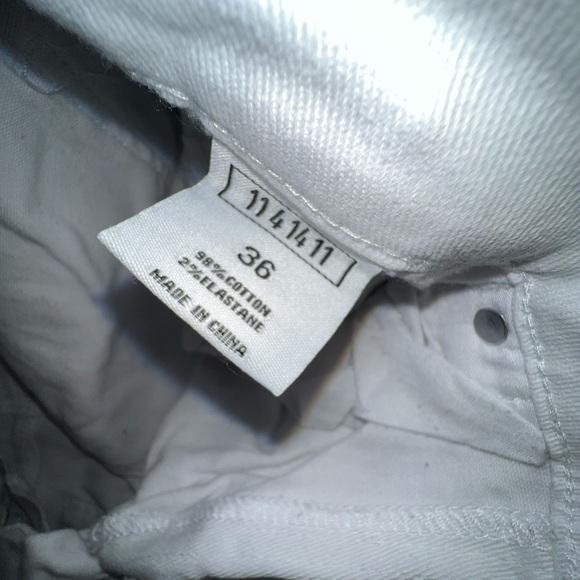 1141411
36
98%COTTON
2%ELASTANE
MADE IN CHINA